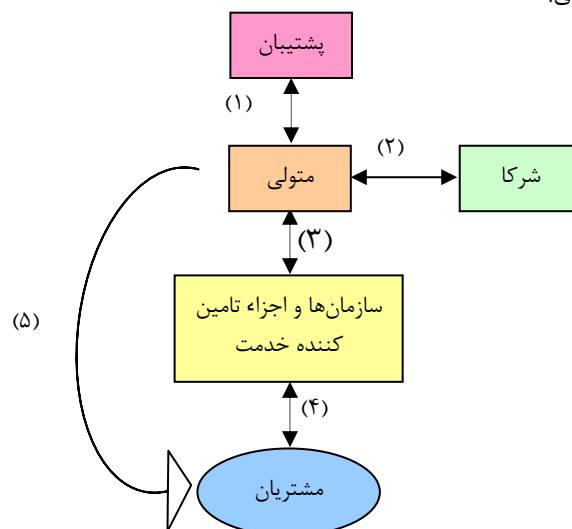 پشتیبان
(۱)
(۲)
متولی
شرکا
(۳)
سازمان‌ها و اجزاء تامین
کننده خدمت
(۵)
(۴)
مشتریان